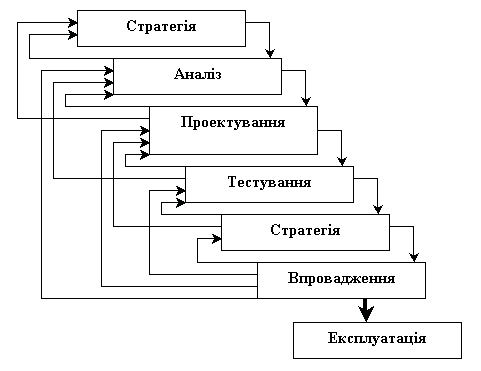 Стратегія
Аналіз
Проектування
Тестування
Стратегія
Впровадження
Експлуатація